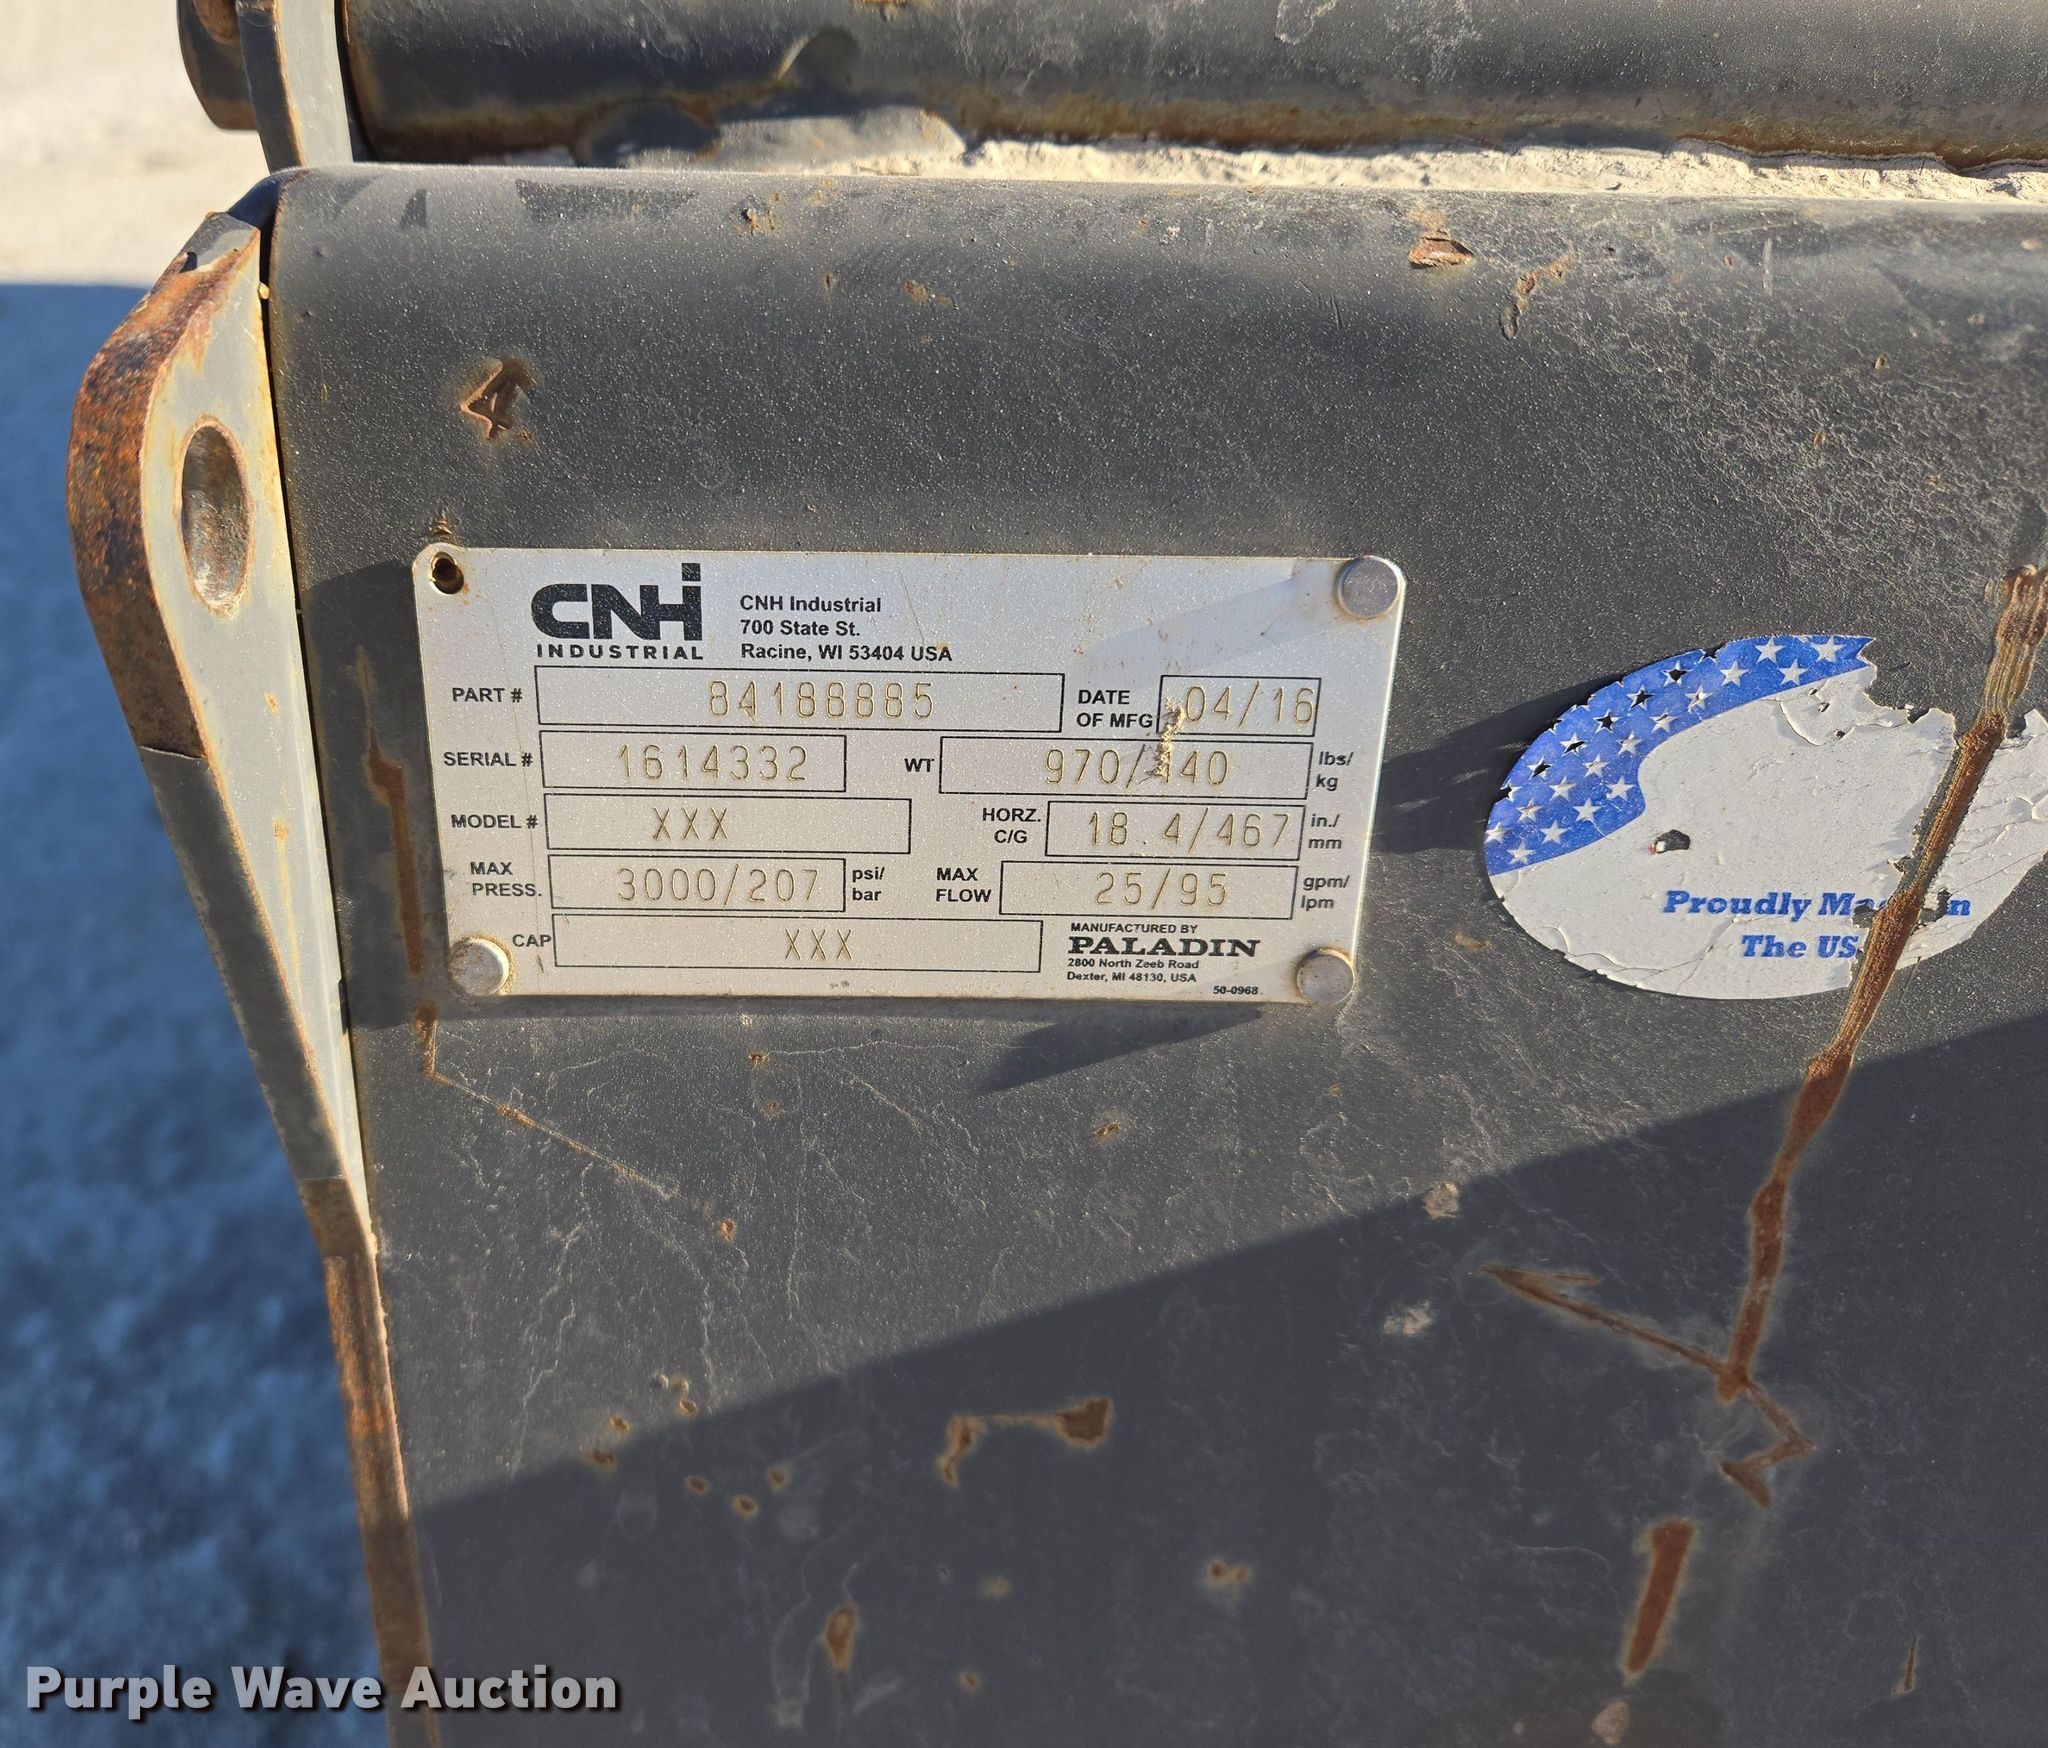 CNHi
INDUSTRIAL
CNH Industrial
700 State St.
Racine, WI 53404 USA
PART # 84188885
DATE OF MFG 04/16
SERIAL # 1614332
WT 970/440 lbs/ kg
MODEL # XXX
HORZ. C/G 18.4/467 in./ mm
MAX PRESS. 3000/207 psi/ bar
MAX FLOW 25/95 gpm/ lpm
CAP XXX
MANUFACTURED BY
PALADIN
2800 North Zeeb Road
Dexter, MI 48130, USA
50-0968
Proudly Made In
The US
Purple Wave Auction